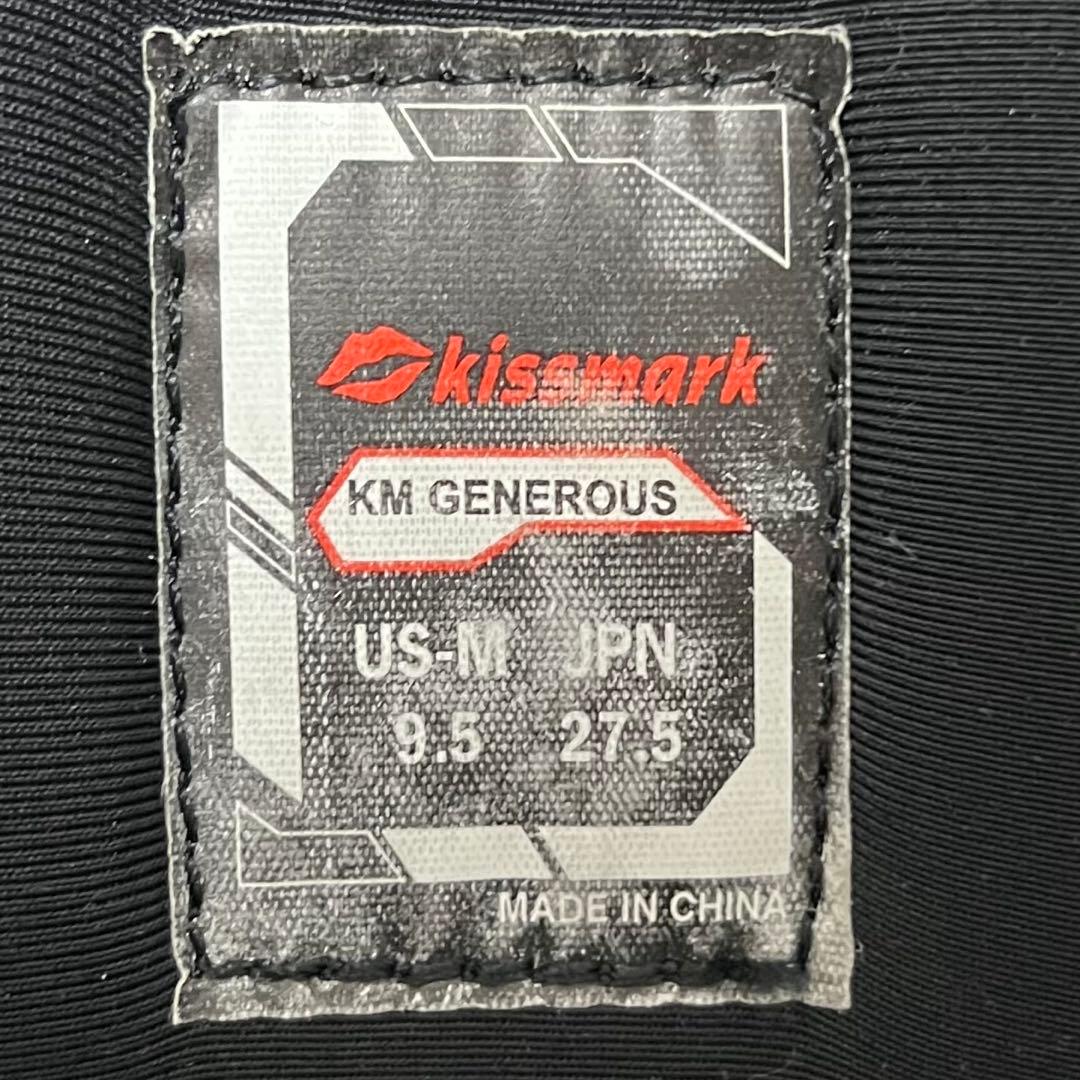 kissmark
KM GENEROUS
US-M JPN
9.5 27.5
MADE IN CHINA